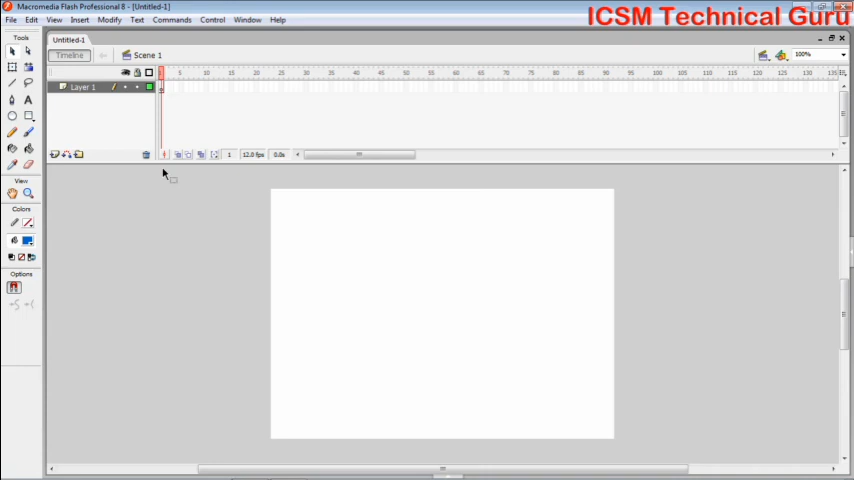 Macromedia Flash Professional 8 - [Untitled-1]
ICSM Technical Guru
File Edit View Insert Modify Text Commands Control Window Help
Tools
Untitled-1
Timeline
Scene 1
100%
1 5 10 15 20 25 30 35 40 45 50 55 60 65 70 75 80 85 90 95 100 105 110 115 120 125 130 135
Layer 1
A
1 12.0 fps 0.0s
View
Colors
Options